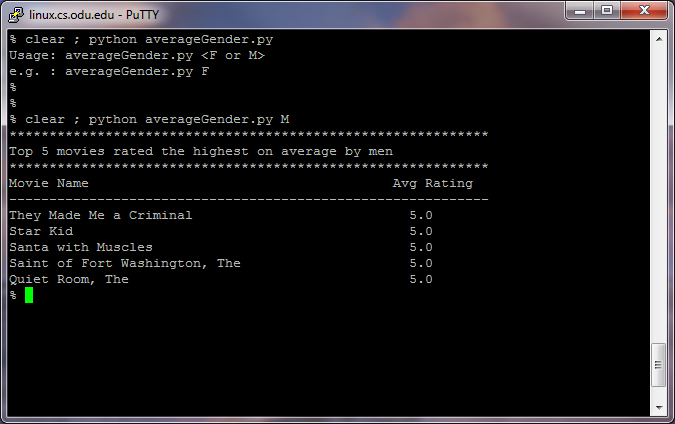 linux.cs.odu.edu - PuTTY
% clear ; python averageGender.py
Usage: averageGender.py <F or M>
e.g. : averageGender.py F
%
%
% clear ; python averageGender.py M
************************************************************
Top 5 movies rated the highest on average by men
************************************************************
Movie Name                                      Avg Rating
------------------------------------------------------------
They Made Me a Criminal                           5.0
Star Kid                                          5.0
Santa with Muscles                                5.0
Saint of Fort Washington, The                     5.0
Quiet Room, The                                   5.0
%